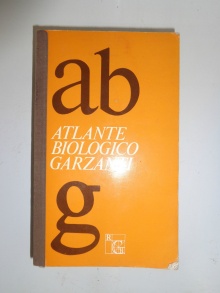 ab
ATLANTE
BIOLOGICO
GARZANTI
g